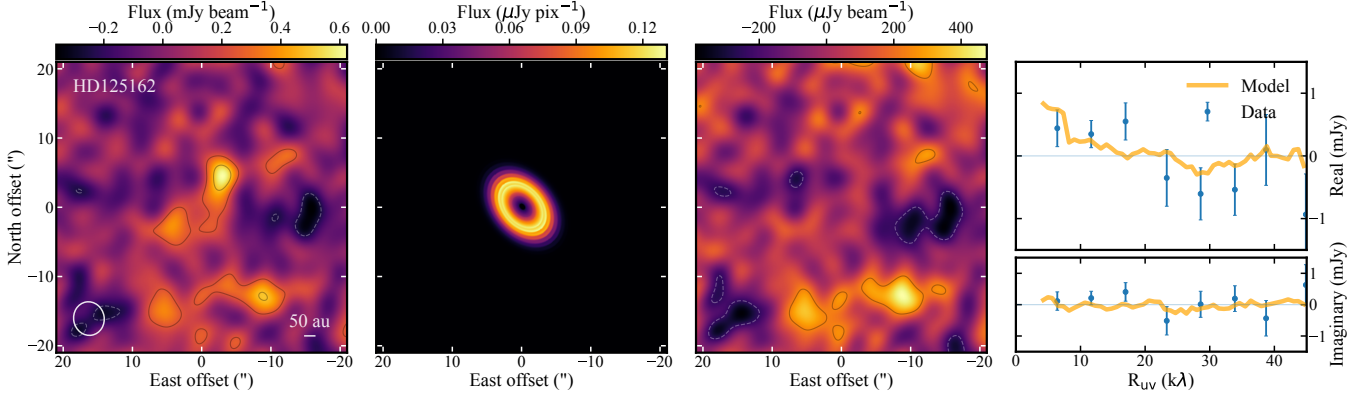 Flux (mJy beam⁻¹)
−0.2 0.0 0.2 0.4 0.6
HD125162
50 au
20
10
0
−10
−20
North offset (")
20 10 0 −10 −20
East offset (")
Flux (μJy pix⁻¹)
0.00 0.03 0.06 0.09 0.12
20 10 0 −10 −20
East offset (")
Flux (μJy beam⁻¹)
−200 0 200 400
20 10 0 −10 −20
East offset (")
Model
Data
1
0
−1
Real (mJy)
1
0
−1
Imaginary (mJy)
0 10 20 30 40
R_uv (kλ)